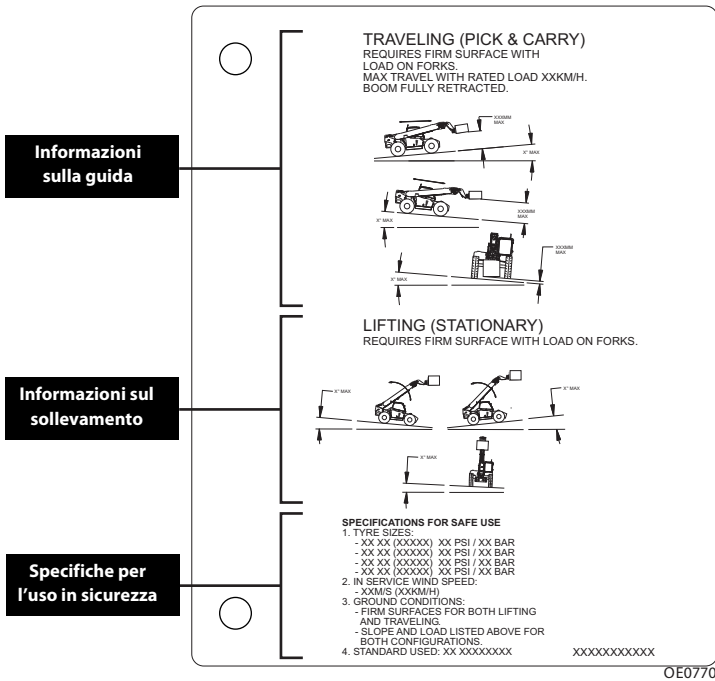 TRAVELING (PICK & CARRY)
REQUIRES FIRM SURFACE WITH
LOAD ON FORKS.
MAX TRAVEL WITH RATED LOAD XXKM/H.
BOOM FULLY RETRACTED.
XXXMM
MAX
X° MAX
Informazioni
sulla guida
X° MAX
XXXMM
MAX
XXXMM
MAX
X° MAX
LIFTING (STATIONARY)
REQUIRES FIRM SURFACE WITH LOAD ON FORKS.
Informazioni sul
sollevamento
X° MAX
X° MAX
X° MAX
Specifiche per
l'uso in sicurezza
SPECIFICATIONS FOR SAFE USE
1. TYRE SIZES:
- XX XX (XXXXX) XX PSI / XX BAR
- XX XX (XXXXX) XX PSI / XX BAR
- XX XX (XXXXX) XX PSI / XX BAR
- XX XX (XXXXX) XX PSI / XX BAR
2. IN SERVICE WIND SPEED:
- XXM/S (XXKM/H)
3. GROUND CONDITIONS:
- FIRM SURFACES FOR BOTH LIFTING
AND TRAVELING.
- SLOPE AND LOAD LISTED ABOVE FOR
BOTH CONFIGURATIONS.
4. STANDARD USED: XX XXXXXXXX XXXXXXXXXXX
OE0770